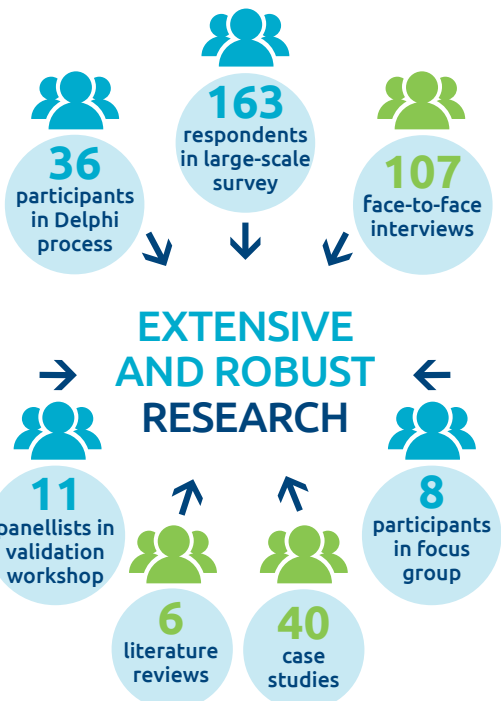 163
respondents
in large-scale
survey
36
participants
in Delphi
process
107
face-to-face
interviews
EXTENSIVE
AND ROBUST
RESEARCH
11
panellists in
validation
workshop
8
participants
in focus
group
6
literature
reviews
40
case
studies